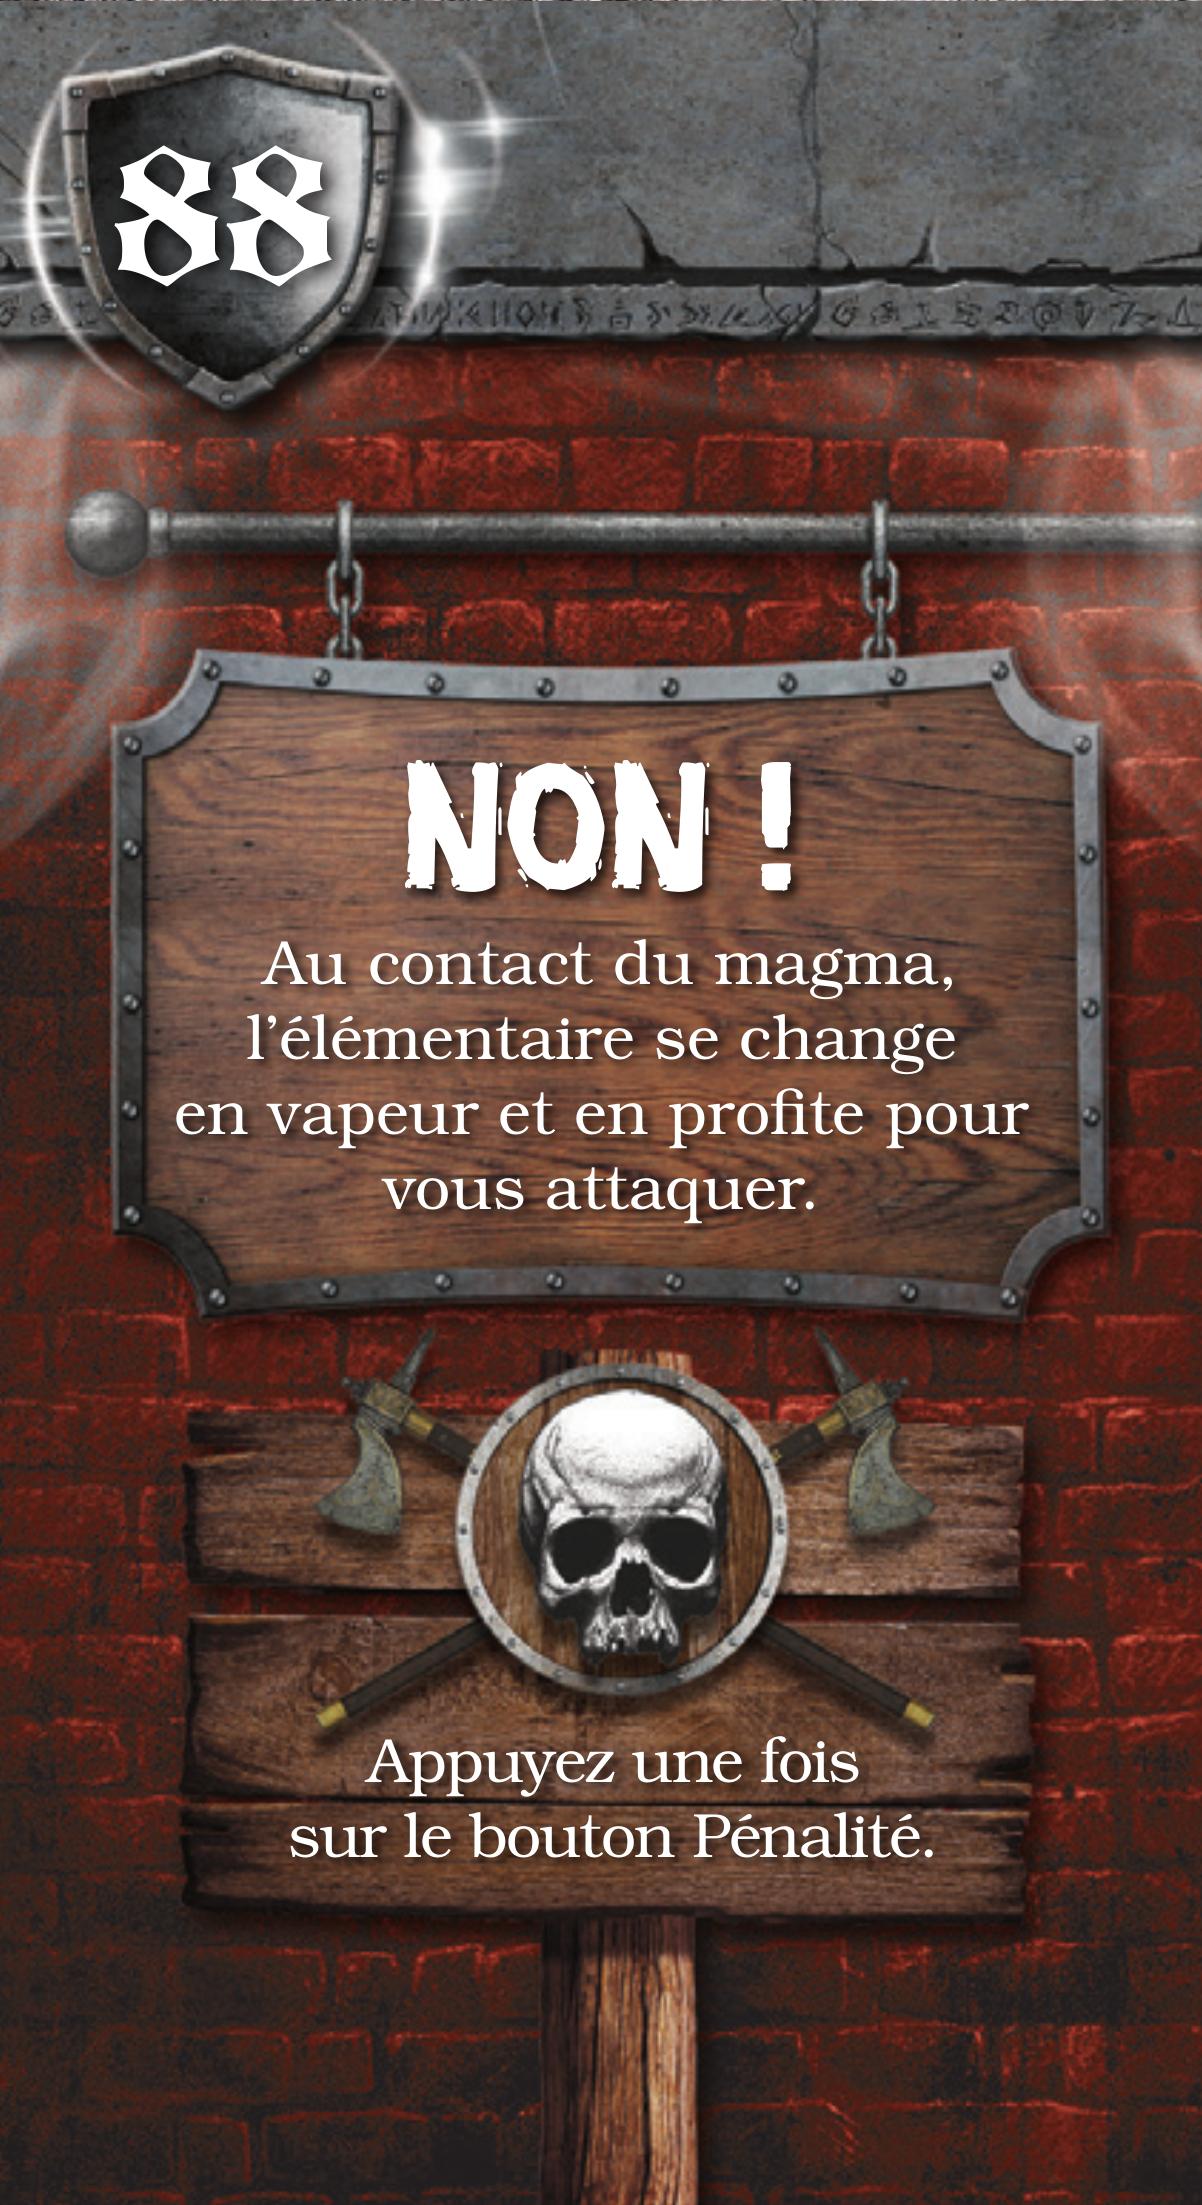 88
NON !
Au contact du magma,
l’élémentaire se change
en vapeur et en profite pour
vous attaquer.
Appuyez une fois
sur le bouton Pénalité.